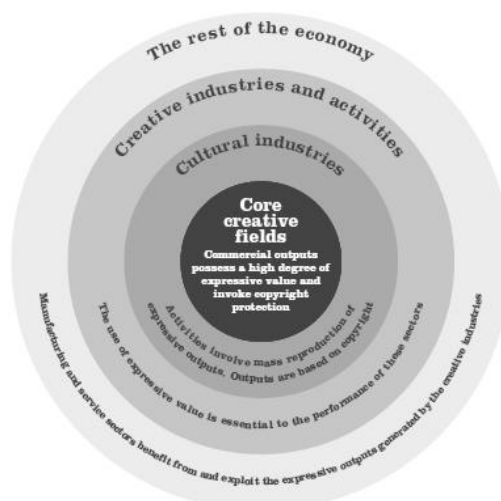 The rest of the economy
Creative industries and activities
Cultural industries
Core
creative
fields
Commercial outputs
possess a high degree of
expressive value and
invoke copyright
protection
Activities involve mass reproduction of
expressive outputs. Outputs are based on copyright
The use of expressive value is essential to the performance of these sectors
Manufacturing and service sectors benefit from and exploit the expressive outputs generated by the creative industries